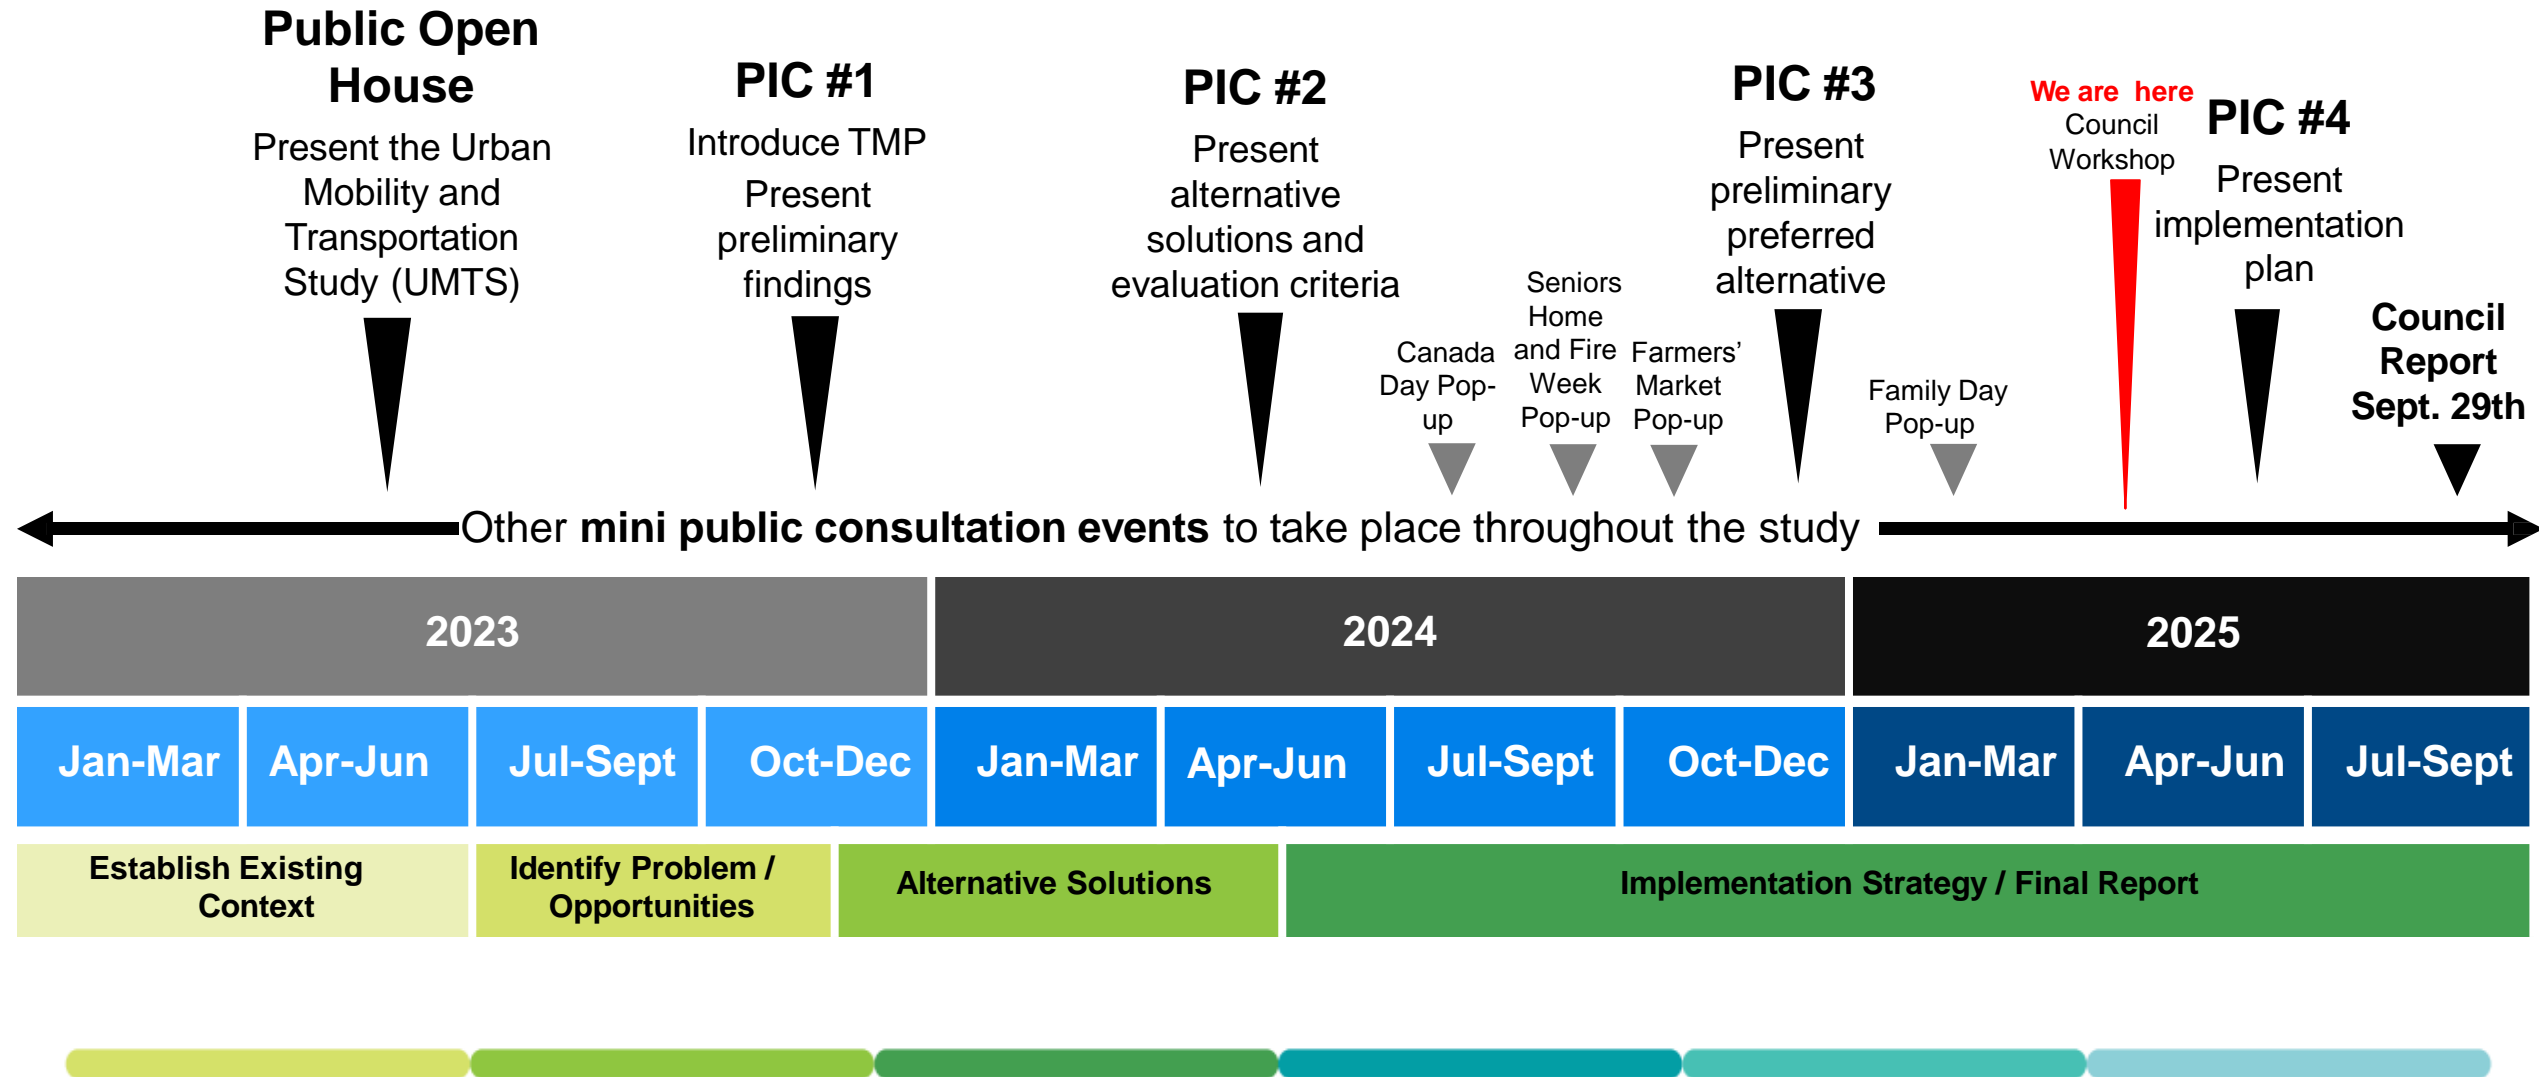 Public Open
House
Present the Urban
Mobility and
Transportation
Study (UMTS)
PIC #1
Introduce TMP
Present
preliminary
findings
PIC #2
Present
alternative
solutions and
evaluation criteria
Canada
Day Pop-
up
Seniors
Home
and Fire
Week
Pop-up
Farmers’
Market
Pop-up
PIC #3
Present
preliminary
preferred
alternative
Family Day
Pop-up
We are here
Council
Workshop
PIC #4
Present
implementation
plan
Council
Report
Sept. 29th
Other mini public consultation events to take place throughout the study
2023
2024
2025
Jan-Mar
Apr-Jun
Jul-Sept
Oct-Dec
Jan-Mar
Apr-Jun
Jul-Sept
Oct-Dec
Jan-Mar
Apr-Jun
Jul-Sept
Establish Existing
Context
Identify Problem /
Opportunities
Alternative Solutions
Implementation Strategy / Final Report